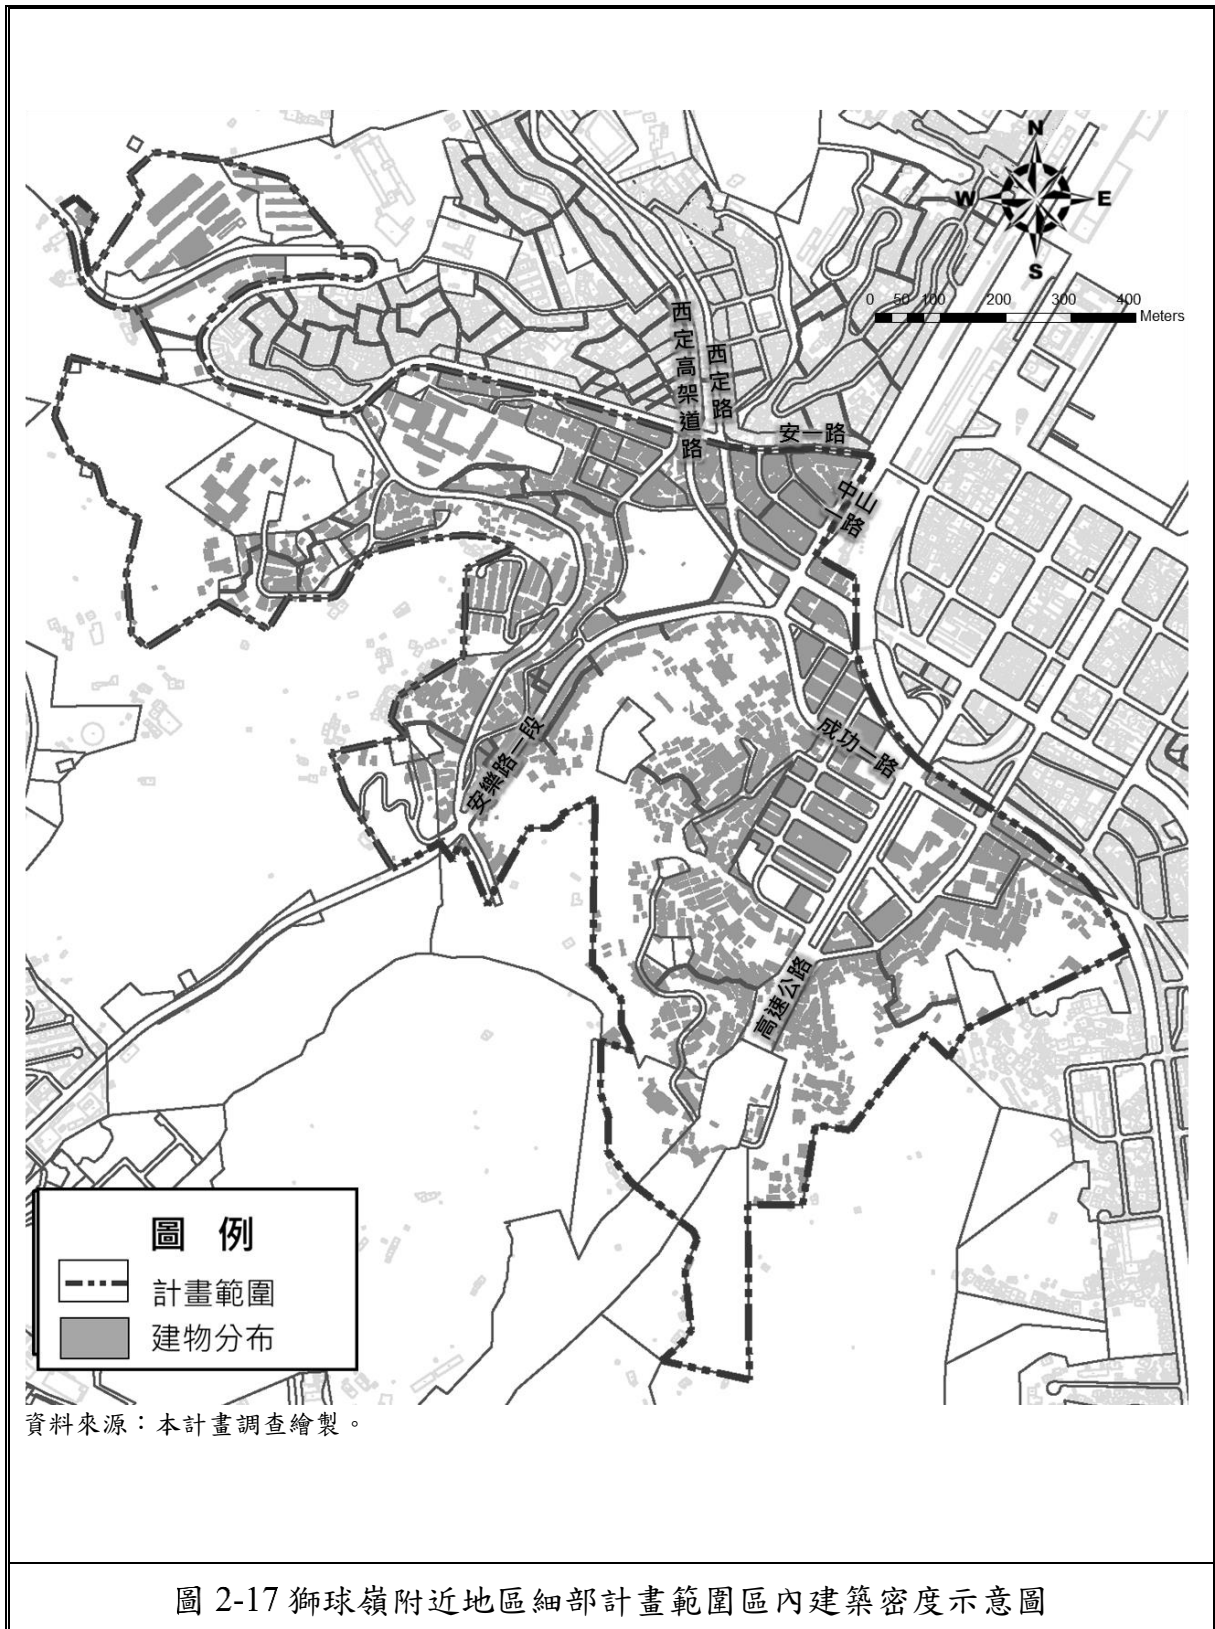 N
W E
S
0 50 100 200 300 400
Meters
西定高架道路
西定路
安一路
中山一路
成功一路
安樂路一段
高速公路
圖 例
計畫範圍
建物分布
資料來源：本計畫調查繪製。
圖 2-17 獅球嶺附近地區細部計畫範圍區內建築密度示意圖